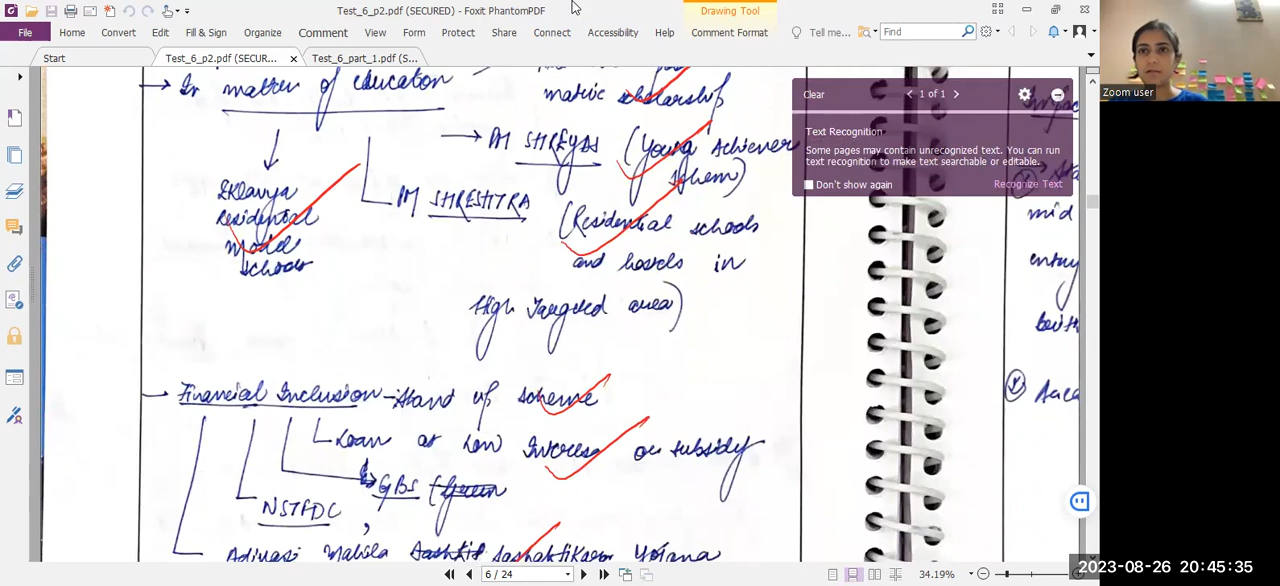 Test_6_p2.pdf (SECURED) - Foxit PhantomPDF
Drawing Tool
File Home Convert Edit Fill & Sign Organize Comment View Form Protect Share Connect Accessibility Help Comment Format Tell me... Find
Start Test_6_p2.pdf (SECUR... Test_6_part_1.pdf (S...
Zoom user
Clear 1 of 1
Text Recognition
Some pages may contain unrecognized text. You can run
text recognition to make text searchable or editable.
Don't show again Recognize Text
→ In matter of education
matric scholarship
→ PM SHREYAS (Young Achiever
Schem)
Eklavya
Residential
Model
Schools
PM SHRESHTRA (Residential schools
and hostels in
High Targeted area)
→ Financial Inclusion - Stand up scheme
Loan at Low Interest or subsidy
GBS
NSTFDC
Adivasi Mahila Sashaktikaran Yojana
mid
entry
birth
6 / 24
34.19%
2023-08-26 20:45:35